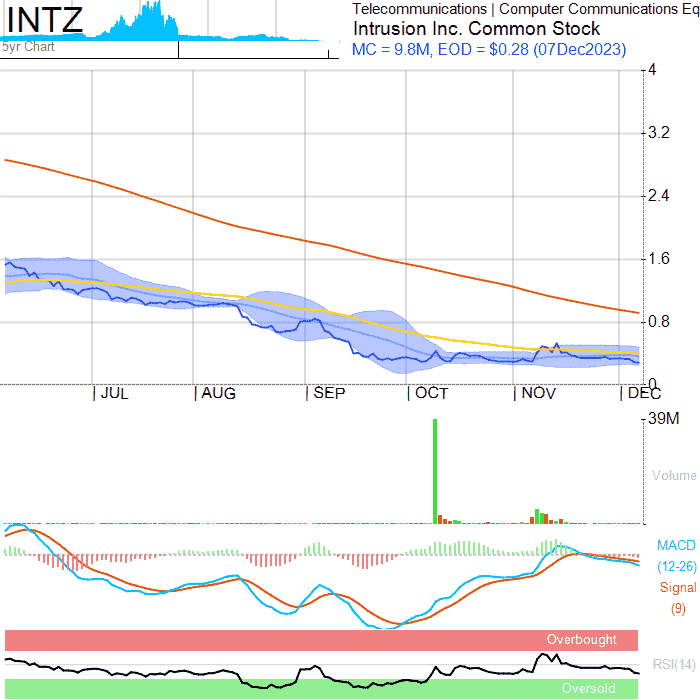 INTZ
5yr Chart
Telecommunications | Computer Communications Eq
Intrusion Inc. Common Stock
MC = 9.8M, EOD = $0.28 (07Dec2023)
4
3.2
2.4
1.6
0.8
0
JUL AUG SEP OCT NOV DEC
39M
Volume
MACD
(12-26)
Signal
(9)
Overbought
RSI(14)
Oversold